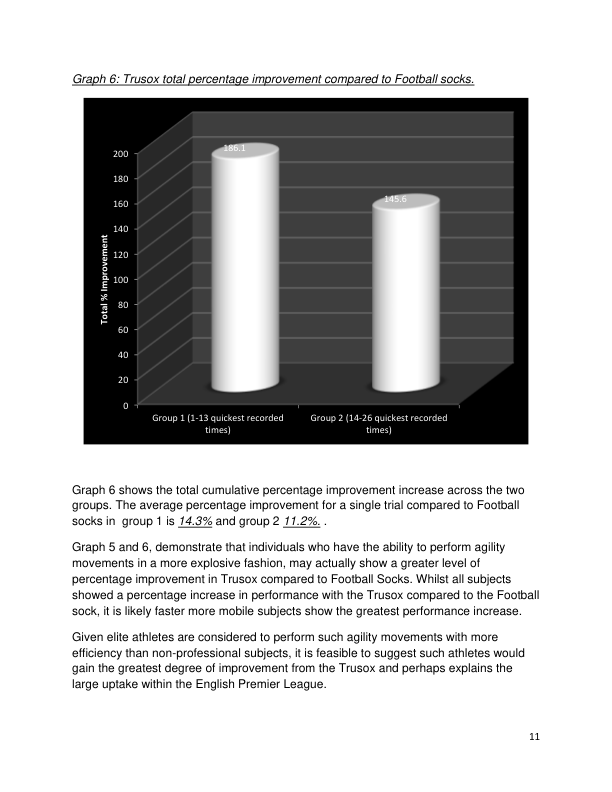 Graph 6: Trusox total percentage improvement compared to Football socks.
Total % Improvement
200
180
160
140
120
100
80
60
40
20
0
186.1
145.6
Group 1 (1-13 quickest recorded
times)
Group 2 (14-26 quickest recorded
times)
Graph 6 shows the total cumulative percentage improvement increase across the two
groups. The average percentage improvement for a single trial compared to Football
socks in  group 1 is 14.3% and group 2 11.2%. .
Graph 5 and 6, demonstrate that individuals who have the ability to perform agility
movements in a more explosive fashion, may actually show a greater level of
percentage improvement in Trusox compared to Football Socks. Whilst all subjects
showed a percentage increase in performance with the Trusox compared to the Football
sock, it is likely faster more mobile subjects show the greatest performance increase.
Given elite athletes are considered to perform such agility movements with more
efficiency than non-professional subjects, it is feasible to suggest such athletes would
gain the greatest degree of improvement from the Trusox and perhaps explains the
large uptake within the English Premier League.
11